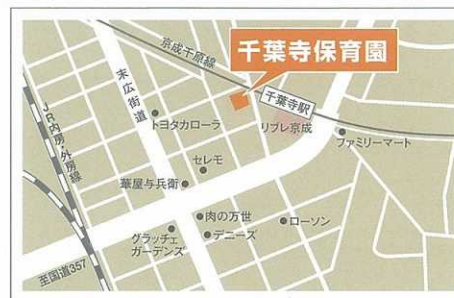 千葉寺保育園
京成千原線
末広街道
千葉寺駅
トヨタカローラ
リブレ京成
ファミリーマート
JR内房・外房線
セレモ
華屋与兵衛
肉の万世
ローソン
グラッチェ
ガーデンズ
デニーズ
至国道357